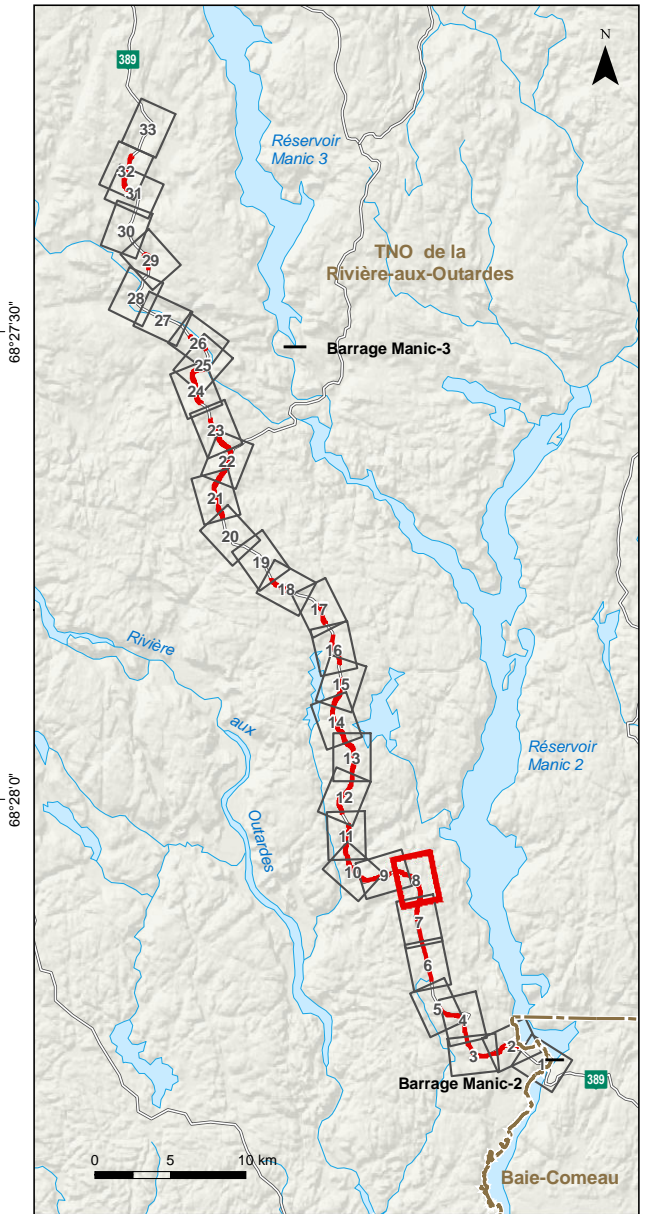 N
389
33
Réservoir
Manic 3
32
31
30
TNO de la
Rivière-aux-Outardes
29
28
27
68°27'30"
26
Barrage Manic-3
25
24
23
22
21
20
19
18
17
16
Rivière
15
14
aux
13
Réservoir
Manic 2
12
68°28'0"
Outardes
11
10
9
8
7
6
5
4
3
2
1
Barrage Manic-2
389
0 5 10 km
Baie-Comeau